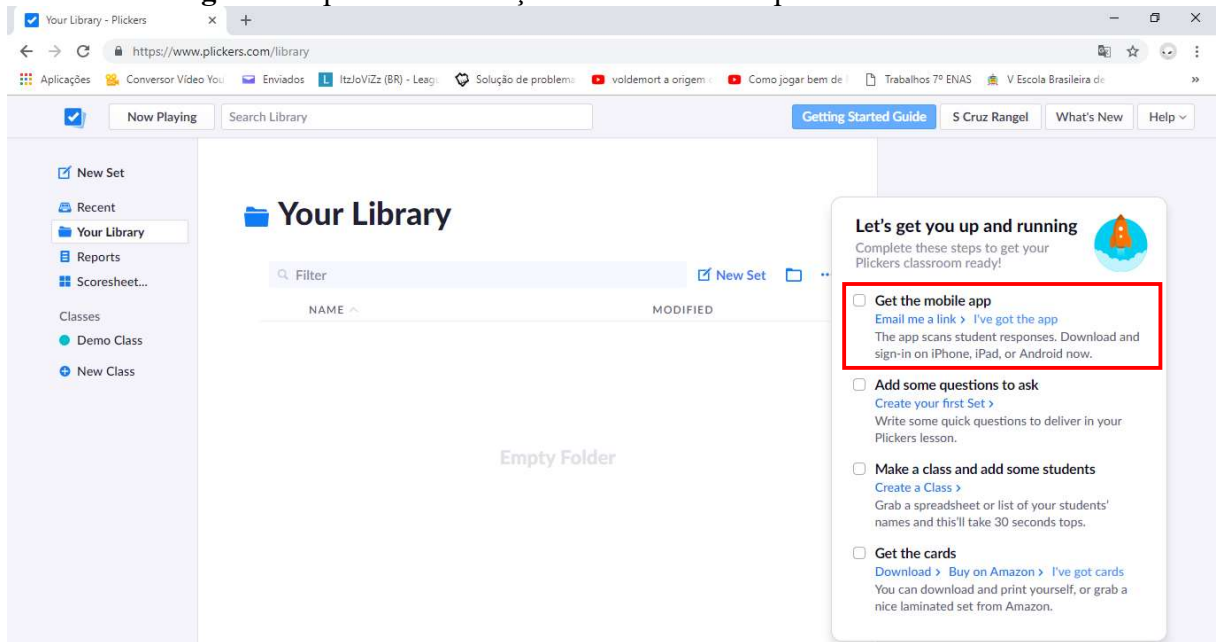 Your Library - Plickers
https://www.plickers.com/library
Aplicações Conversor Vídeo You Enviados ItzJoViZz (BR) - Leagu Solução de problema voldemort a origem Como jogar bem de Trabalhos 7º ENAS V Escola Brasileira de »
Now Playing Search Library Getting Started Guide S Cruz Rangel What's New Help
New Set
Recent
Your Library
Reports
Scoresheet...
Classes
Demo Class
New Class
Your Library
Filter New Set
NAME MODIFIED
Empty Folder
Let's get you up and running
Complete these steps to get your
Plickers classroom ready!
Get the mobile app
Email me a link > I've got the app
The app scans student responses. Download and
sign-in on iPhone, iPad, or Android now.
Add some questions to ask
Create your first Set >
Write some quick questions to deliver in your
Plickers lesson.
Make a class and add some students
Create a Class >
Grab a spreadsheet or list of your students'
names and this'll take 30 seconds tops.
Get the cards
Download > Buy on Amazon > I've got cards
You can download and print yourself, or grab a
nice laminated set from Amazon.